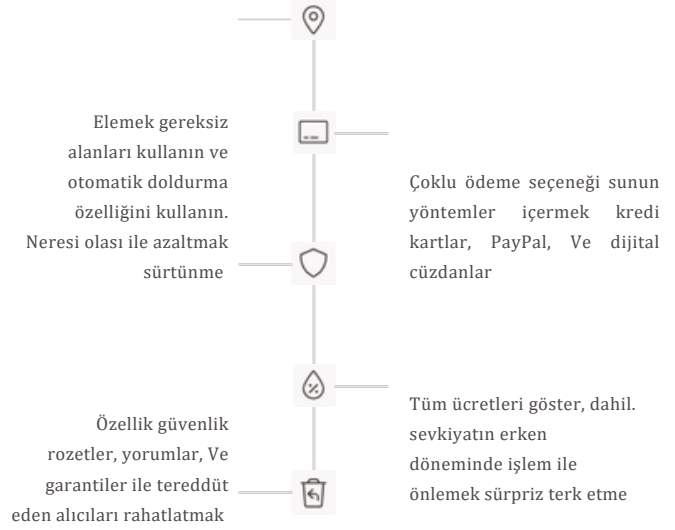 Elemek gereksiz
alanları kullanın ve
otomatik doldurma
özelliğini kullanın.
Neresi olası ile azaltmak
sürtünme
Çoklu ödeme seçeneği sunun
yöntemler içermek kredi
kartlar, PayPal, Ve dijital
cüzdanlar
Özellik güvenlik
rozetler, yorumlar, Ve
garantiler ile tereddüt
eden alıcıları rahatlatmak
Tüm ücretleri göster, dahil.
sevkiyatın erken
döneminde işlem ile
önlemek sürpriz terk etme